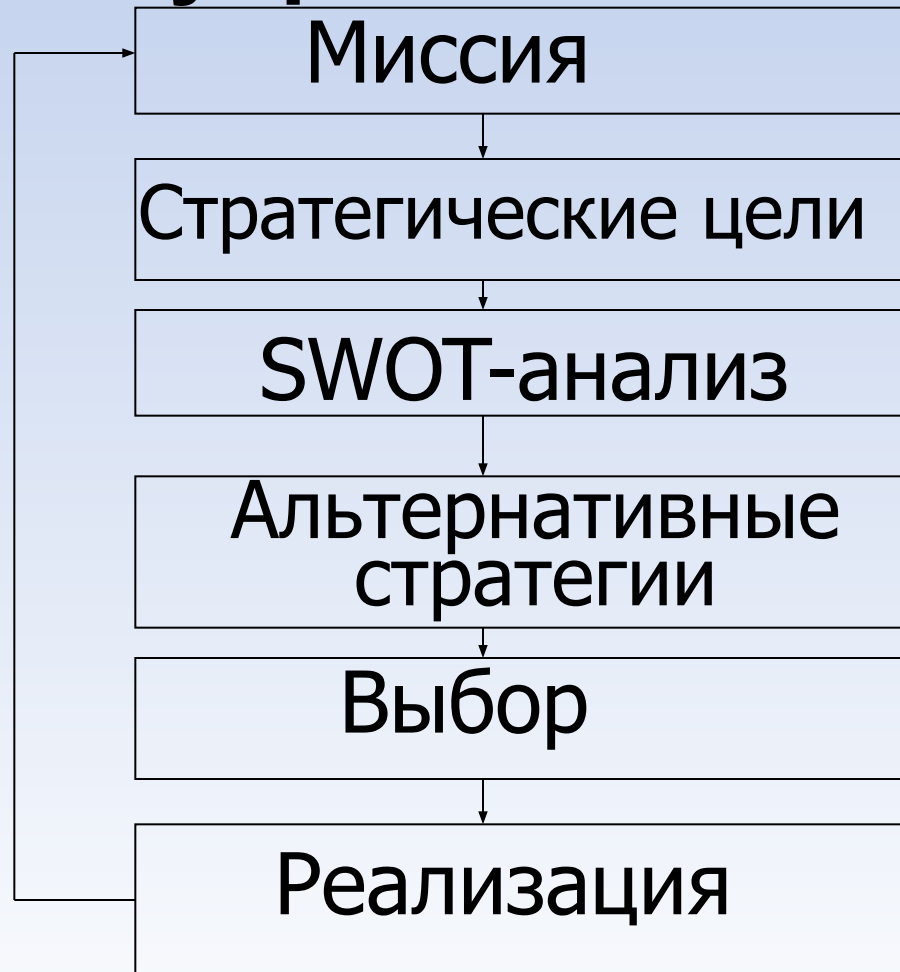 Миссия
Стратегические цели
SWOT-анализ
Альтернативные
стратегии
Выбор
Реализация